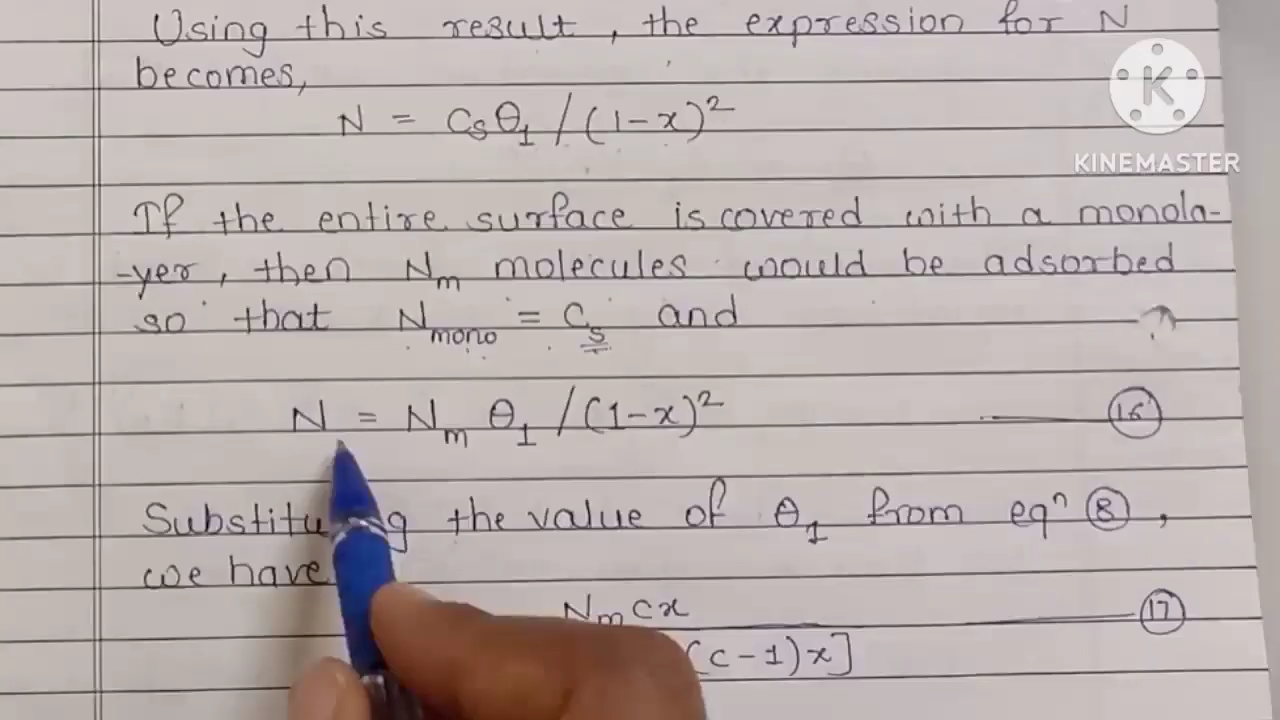 Using this result, the expression for N
becomes,
N = Csθ1 / (1-x)²
If the entire surface is covered with a monola-
-yer, then Nm molecules would be adsorbed
so that Nmono = Cs and
N = Nm θ1 / (1-x)² 16
the value of θ1 from eqⁿ 8,
we have
Nmcx 17
(c-1)x]
K
KINEMASTER